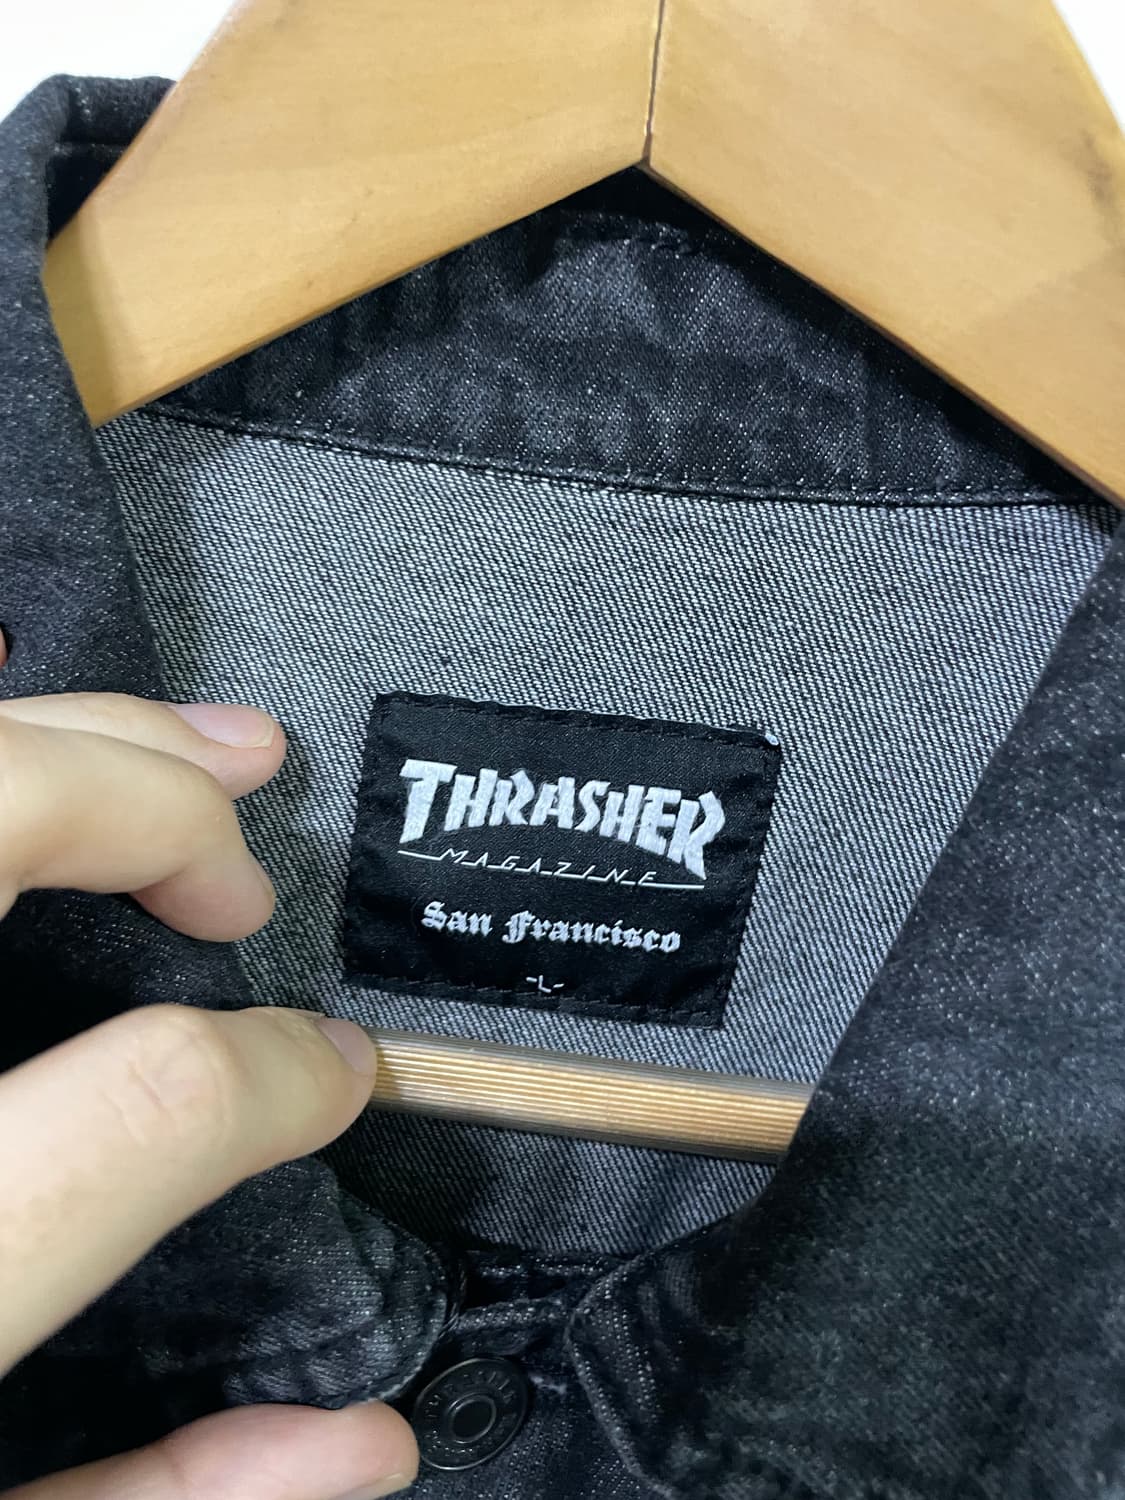 THRASHER
MAGAZINE
San Francisco
-L-